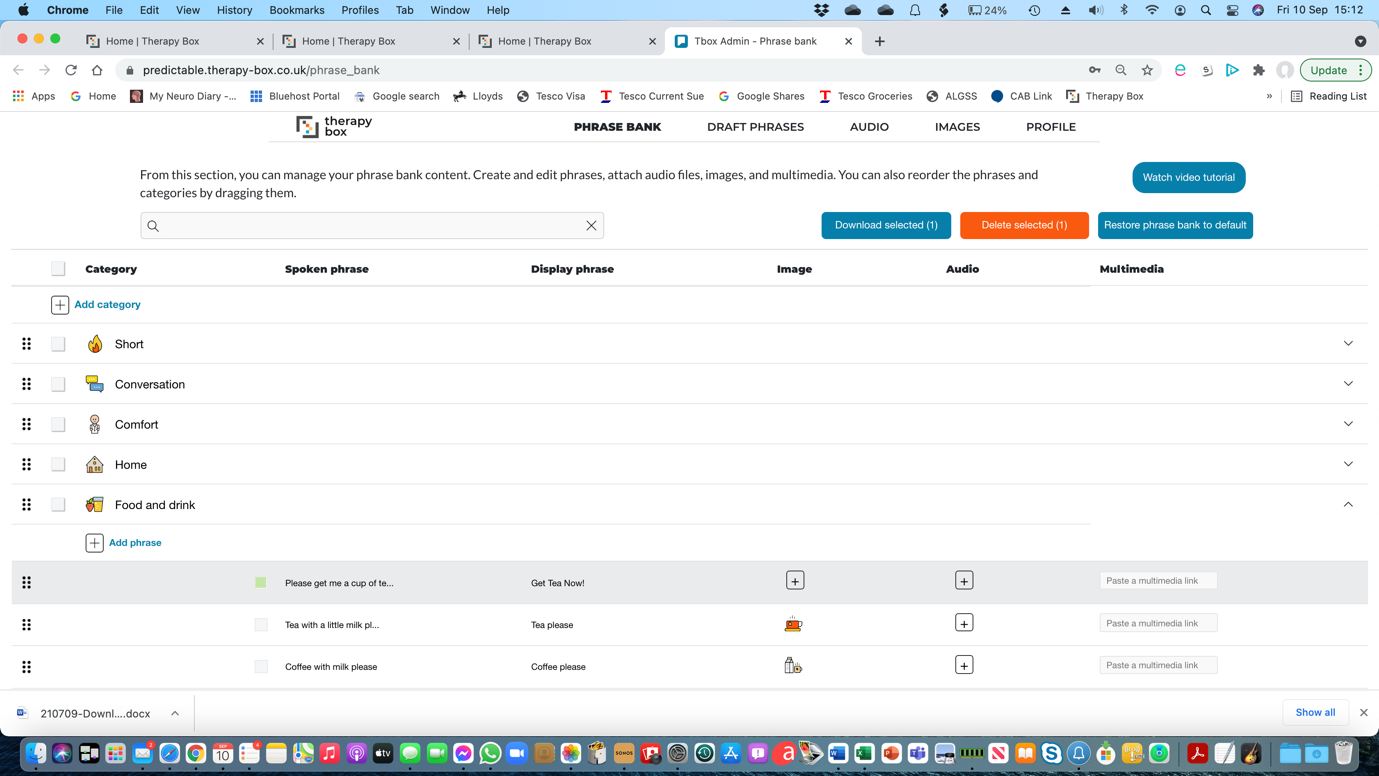 Chrome File Edit View History Bookmarks Profiles Tab Window Help 24% Fri 10 Sep 15:12
Home | Therapy Box Home | Therapy Box Home | Therapy Box Tbox Admin - Phrase bank
predictable.therapy-box.co.uk/phrase_bank Update
Apps Home My Neuro Diary -... Bluehost Portal Google search Lloyds Tesco Visa Tesco Current Sue Google Shares Tesco Groceries ALGSS CAB Link Therapy Box » Reading List
therapy
box
PHRASE BANK DRAFT PHRASES AUDIO IMAGES PROFILE
From this section, you can manage your phrase bank content. Create and edit phrases, attach audio files, images, and multimedia. You can also reorder the phrases and
categories by dragging them.
Watch video tutorial
Download selected (1) Delete selected (1) Restore phrase bank to default
Category Spoken phrase Display phrase Image Audio Multimedia
Add category
Short
Conversation
Comfort
Home
Food and drink
Add phrase
Please get me a cup of te... Get Tea Now! Paste a multimedia link
Tea with a little milk pl... Tea please Paste a multimedia link
Coffee with milk please Coffee please Paste a multimedia link
210709-Downl....docx Show all
SEP
10
tv
SONOS